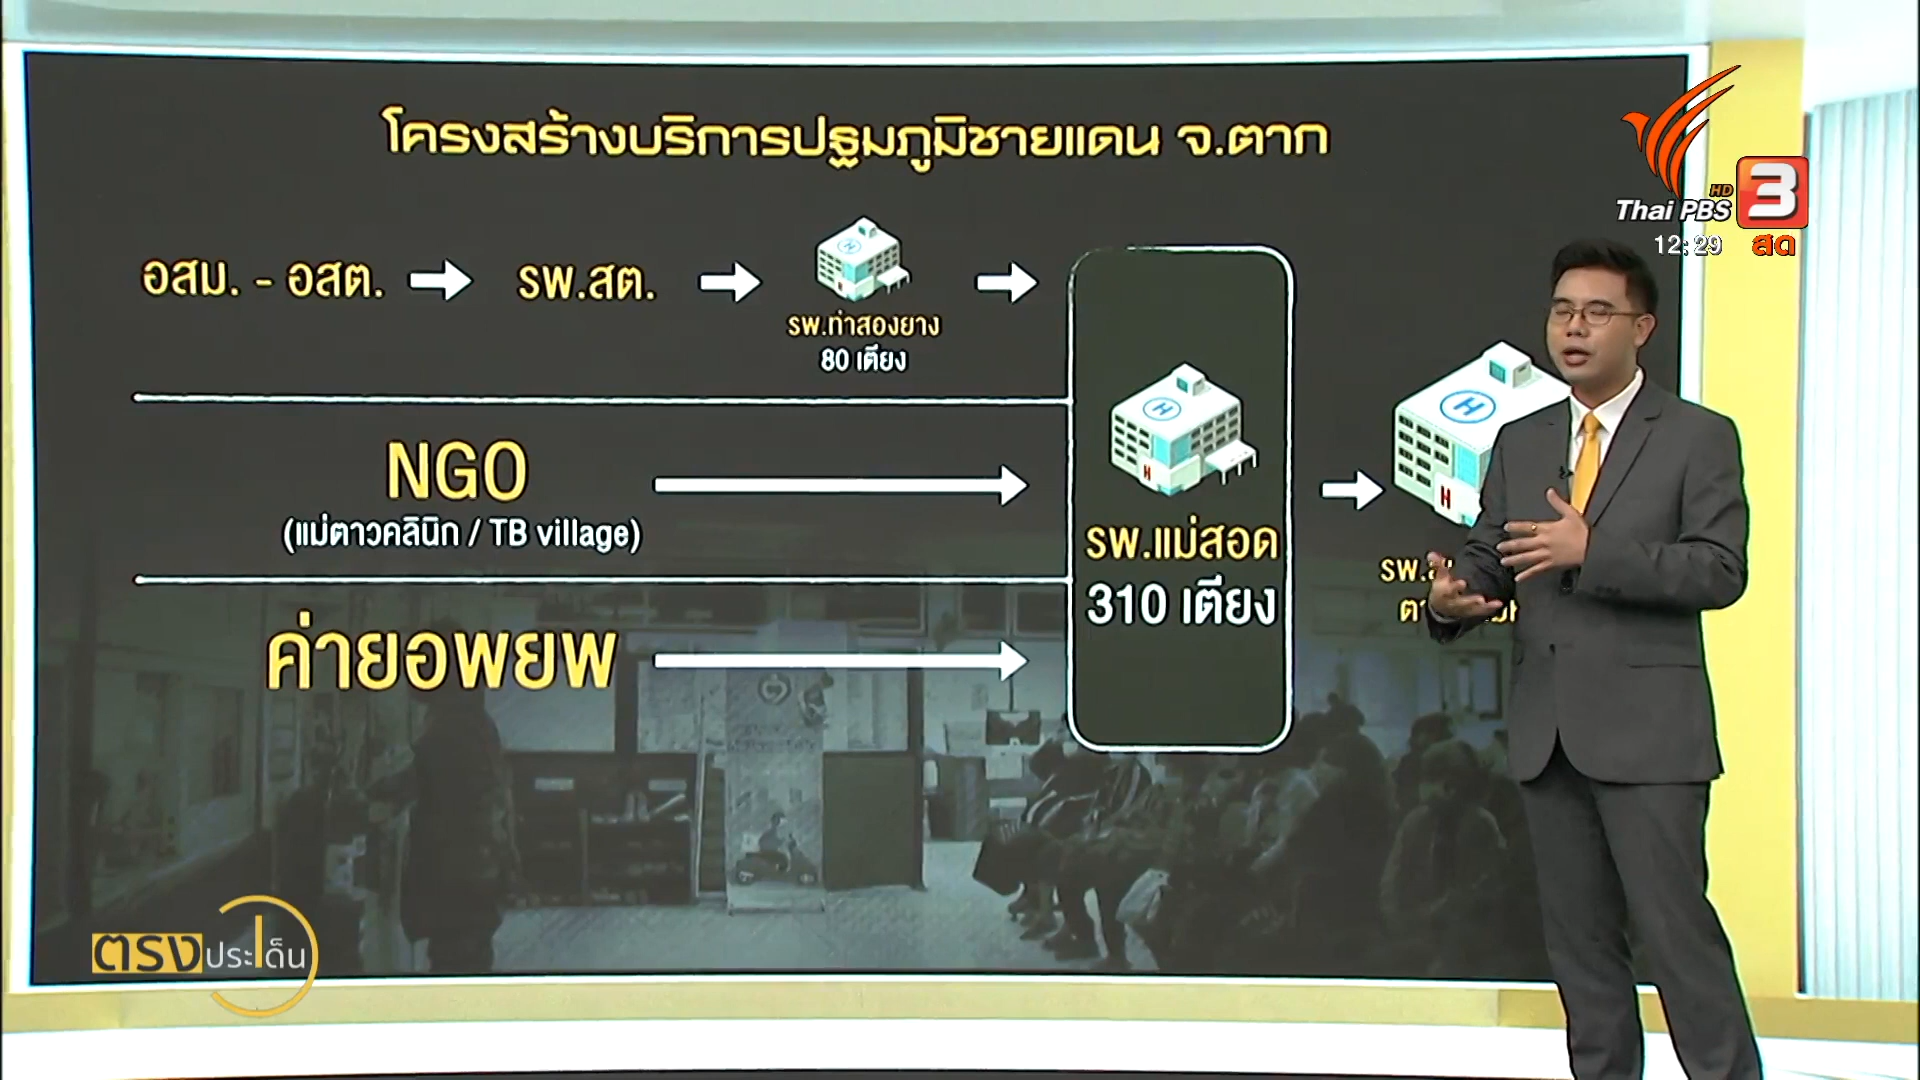 โครงสร้างบริการปฐมภูมิชายแดน จ.ตาก
Thai PBS HD 3
12:29 สด
อสม. - อสต.
รพ.สต.
รพ.ท่าสองยาง
80 เตียง
NGO
(แม่ตาวคลินิก / TB village)
ค่ายอพยพ
H
H
รพ.แม่สอด
310 เตียง
H
H
ตรงประเด็น